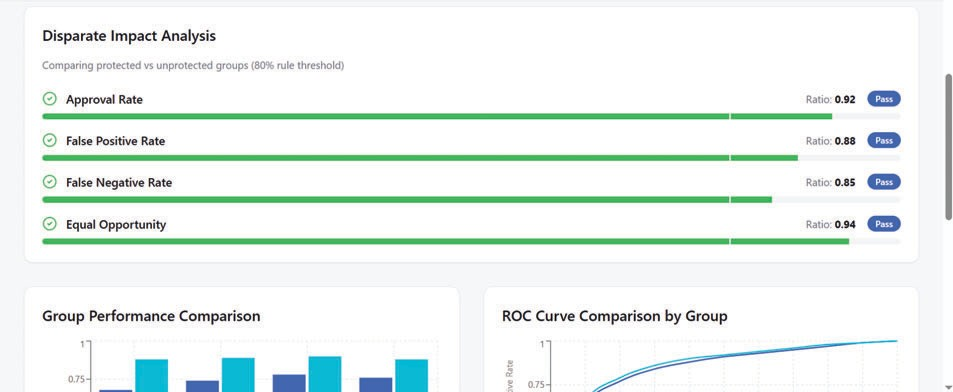 Disparate Impact Analysis
Comparing protected vs unprotected groups (80% rule threshold)
Approval Rate Ratio: 0.92 Pass
False Positive Rate Ratio: 0.88 Pass
False Negative Rate Ratio: 0.85 Pass
Equal Opportunity Ratio: 0.94 Pass
Group Performance Comparison
1
0.75
ROC Curve Comparison by Group
1
0.75
Rate